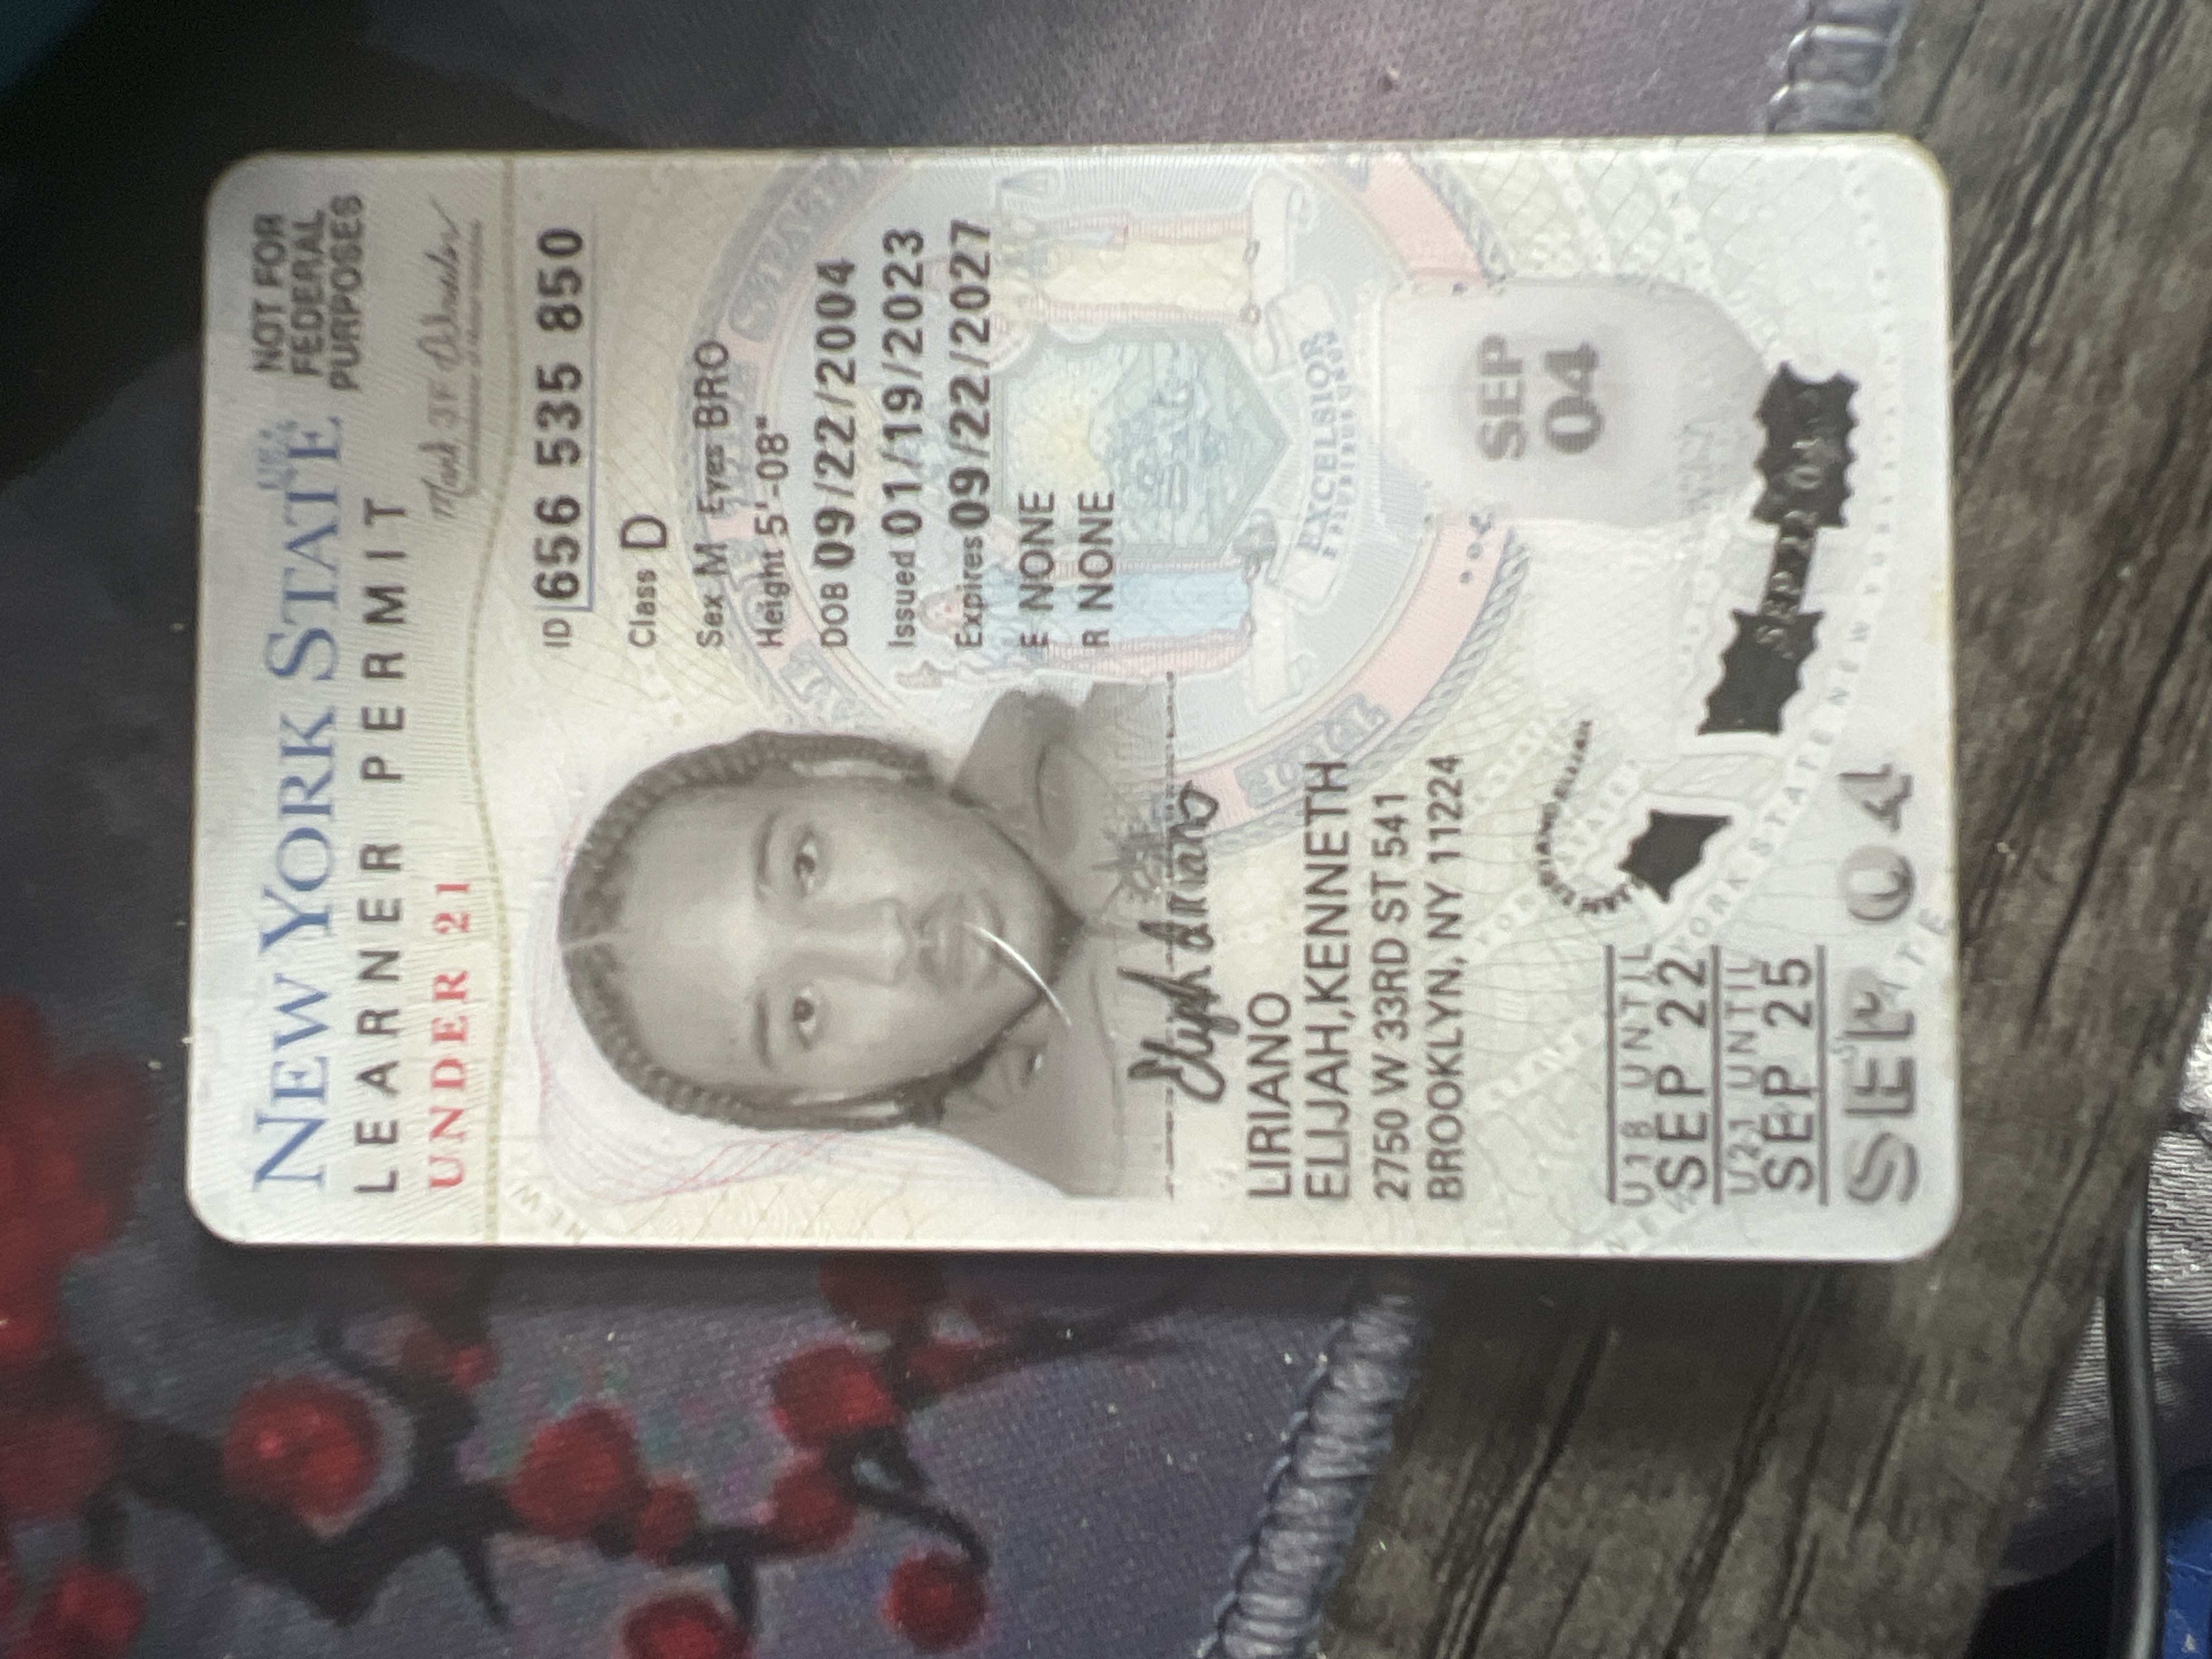 NEW YORK STATE
USA
NOT FOR
FEDERAL
PURPOSES
LEARNER PERMIT
UNDER 21
ID 656 535 850
Class D
Sex M Eyes BRO
Height 5'-08"
DOB 09/22/2004
Issued 01/19/2023
Expires 09/22/2027
E NONE
R NONE
Elijah Liriano
LIRIANO
ELIJAH,KENNETH
2750 W 33RD ST 541
BROOKLYN, NY 11224
EXCELSIOR
SEP
04
U18 UNTIL
SEP 22
U21 UNTIL
SEP 25
SEP 04